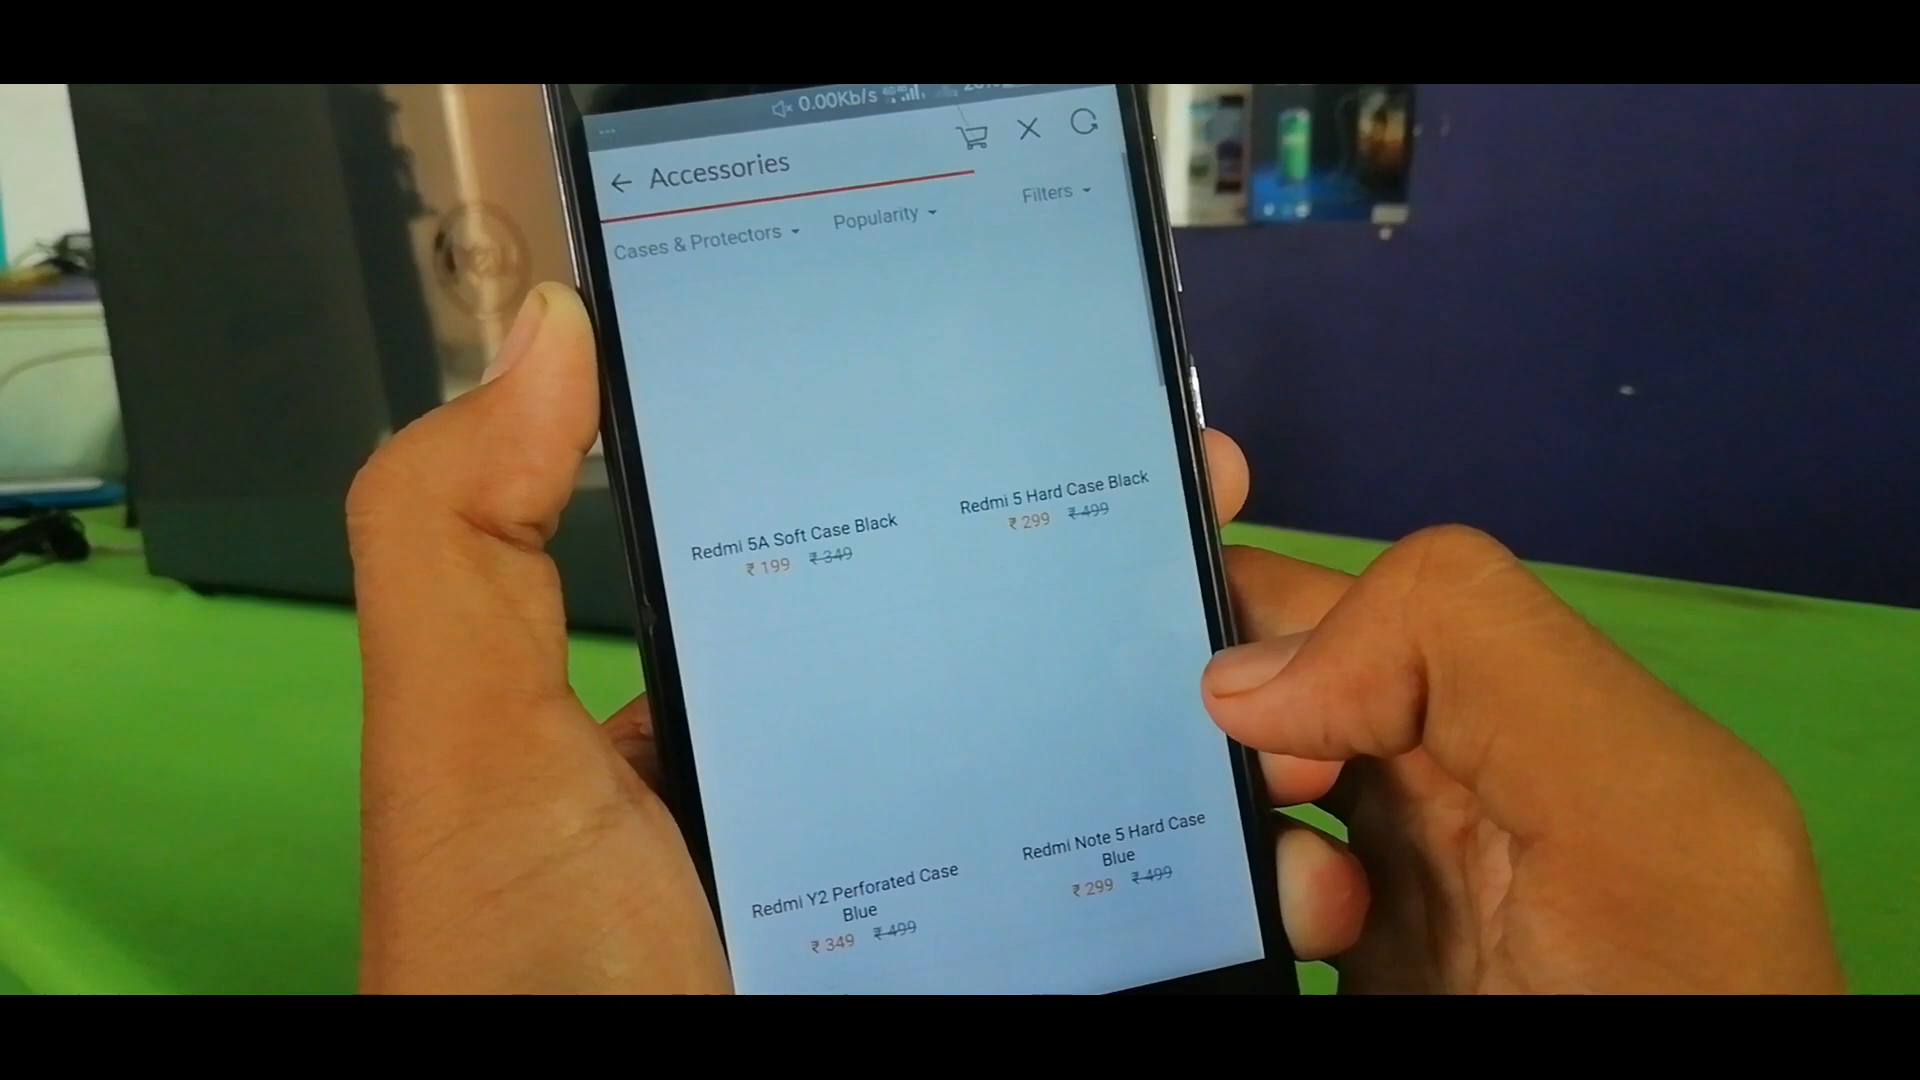 0.00Kb/s
Accessories
Cases & Protectors
Popularity
Filters
Redmi 5A Soft Case Black
₹ 199 ₹ 349
Redmi 5 Hard Case Black
₹ 299 ₹ 499
Redmi Y2 Perforated Case
Blue
₹ 349 ₹ 499
Redmi Note 5 Hard Case
Blue
₹ 299 ₹ 499